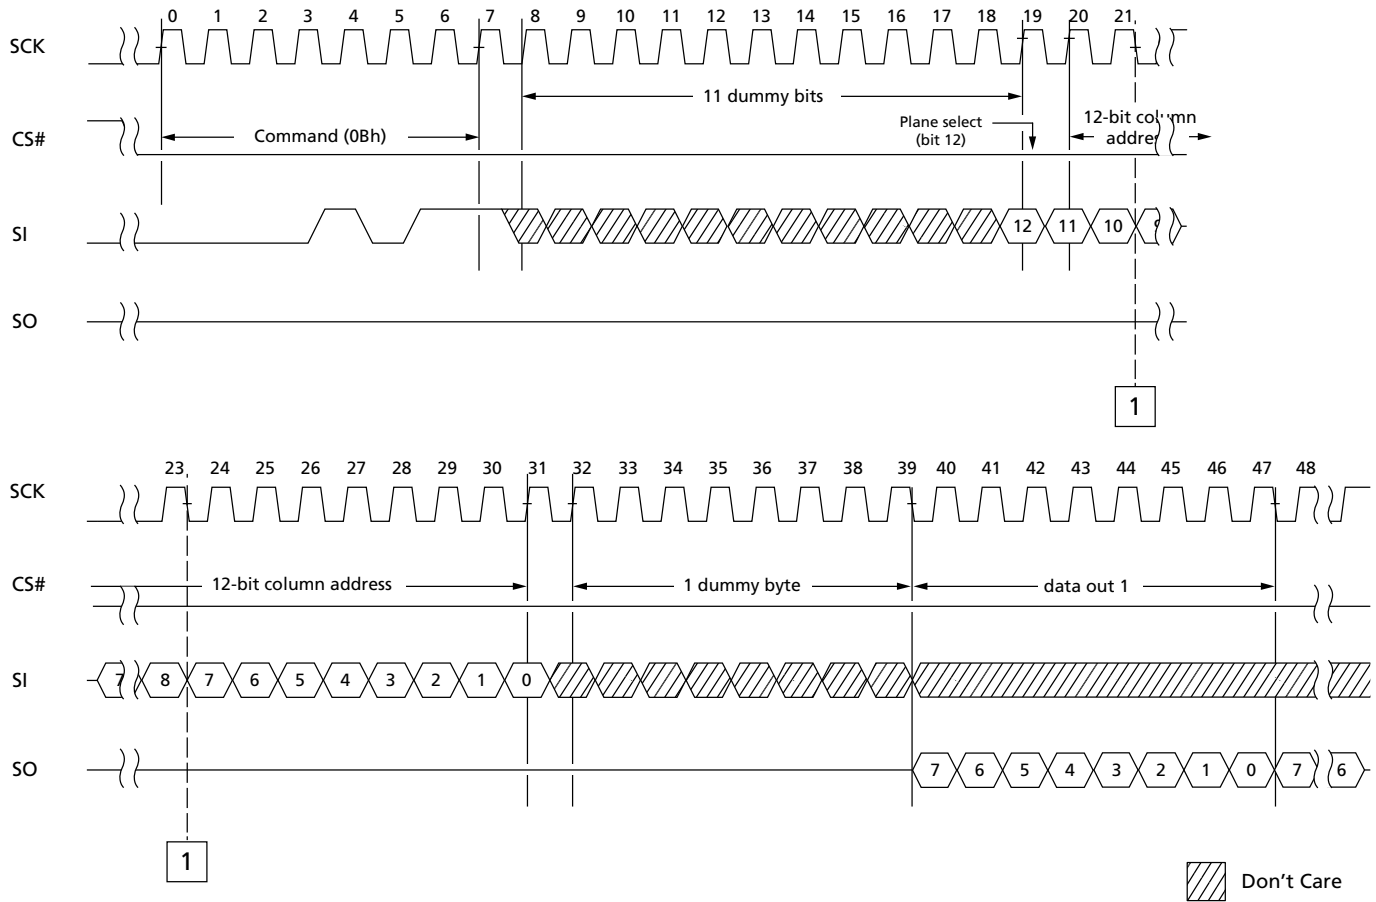 0 1 2 3 4 5 6 7 8 9 10 11 12 13 14 15 16 17 18 19 20 21
SCK
11 dummy bits
Command (0Bh)
Plane select
(bit 12)
12-bit column
CS#
SI
12 11 10
SO
1
23 24 25 26 27 28 29 30 31 32 33 34 35 36 37 38 39 40 41 42 43 44 45 46 47 48
SCK
CS#
12-bit column address
1 dummy byte
data out 1
SI
7 8 7 6 5 4 3 2 1 0
SO
7 6 5 4 3 2 1 0 7 6
1
Don't Care